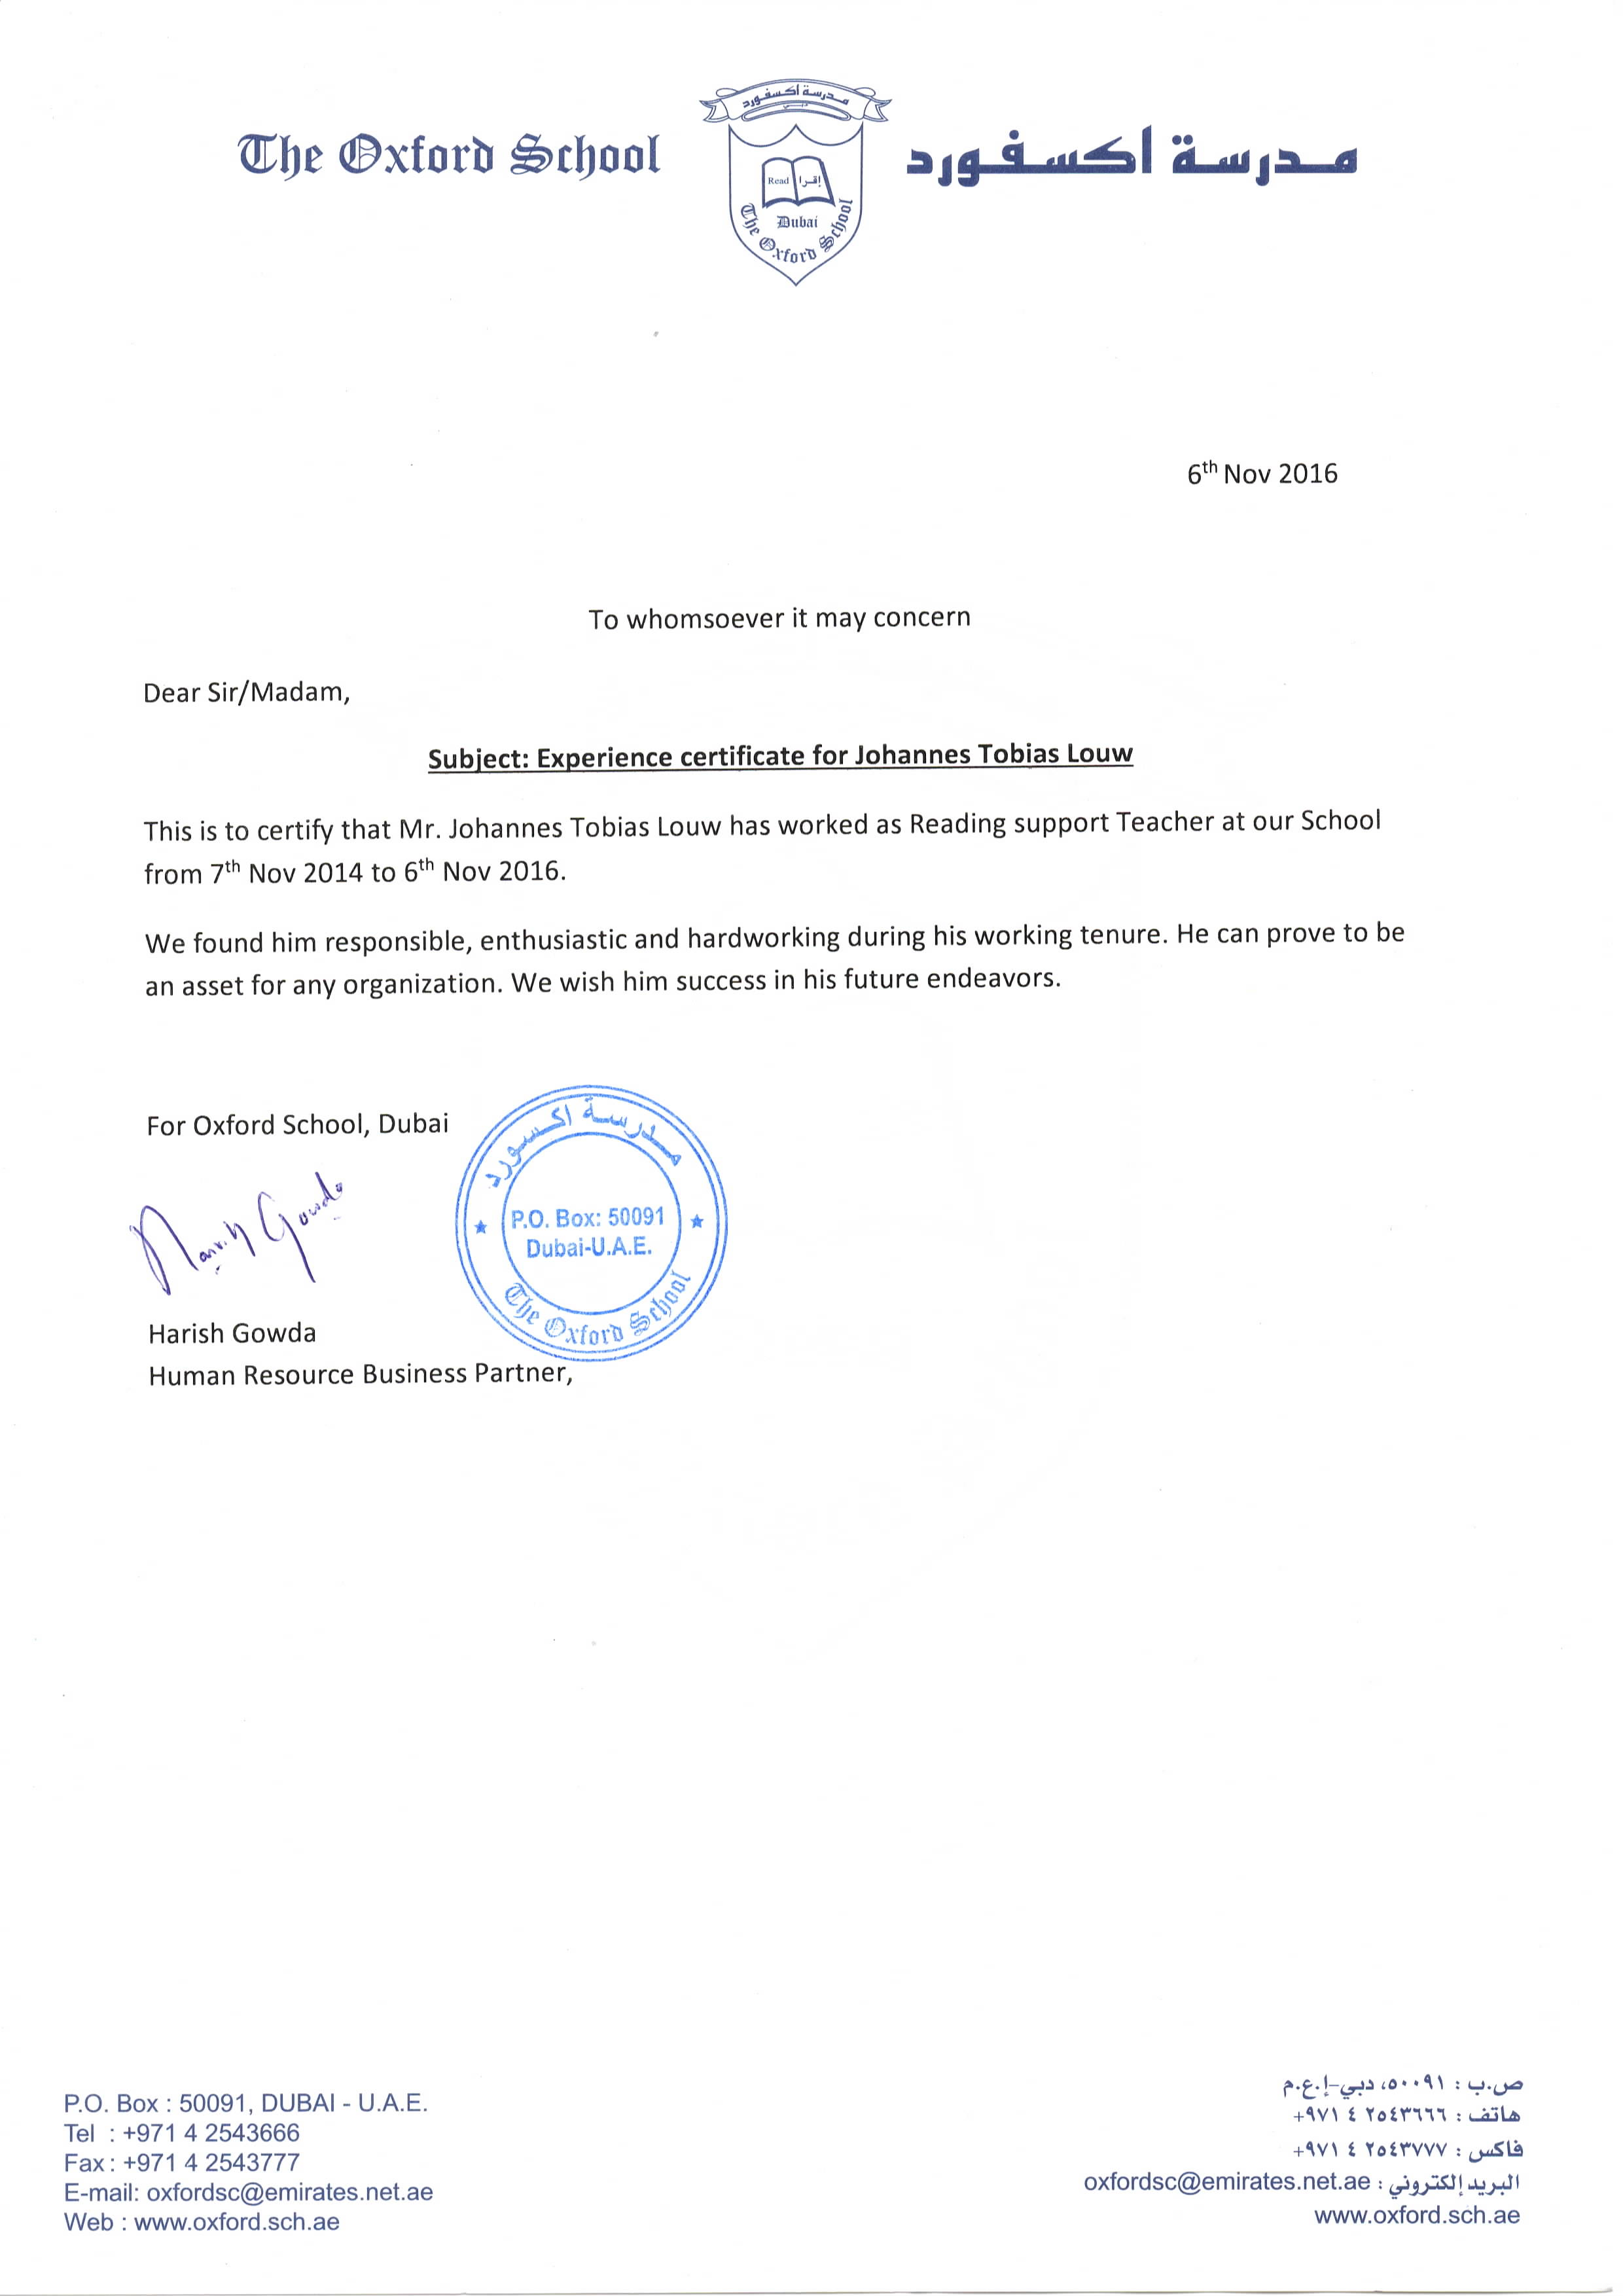 The Oxford School
مدرسة اكسفورد
مدرسة اكسفورد
دبي
Read إقرا
Dubai
The Oxford School
6th Nov 2016
To whomsoever it may concern
Dear Sir/Madam,
Subject: Experience certificate for Johannes Tobias Louw
This is to certify that Mr. Johannes Tobias Louw has worked as Reading support Teacher at our School
from 7th Nov 2014 to 6th Nov 2016.
We found him responsible, enthusiastic and hardworking during his working tenure. He can prove to be
an asset for any organization. We wish him success in his future endeavors.
For Oxford School, Dubai
مدرسة اكسورد
P.O. Box: 50091
Dubai-U.A.E.
The Oxford School
Harish Gowda
Harish Gowda
Human Resource Business Partner,
P.O. Box : 50091, DUBAI - U.A.E.
Tel : +971 4 2543666
Fax : +971 4 2543777
E-mail: oxfordsc@emirates.net.ae
Web : www.oxford.sch.ae
ص.ب : ٥٠٠٩١، دبي-إ.ع.م
هاتف : ٢٥٤٣٦٦٦ ٤ ٩٧١+
فاكس : ٢٥٤٣٧٧٧ ٤ ٩٧١+
البريد إلكتروني : oxfordsc@emirates.net.ae
www.oxford.sch.ae